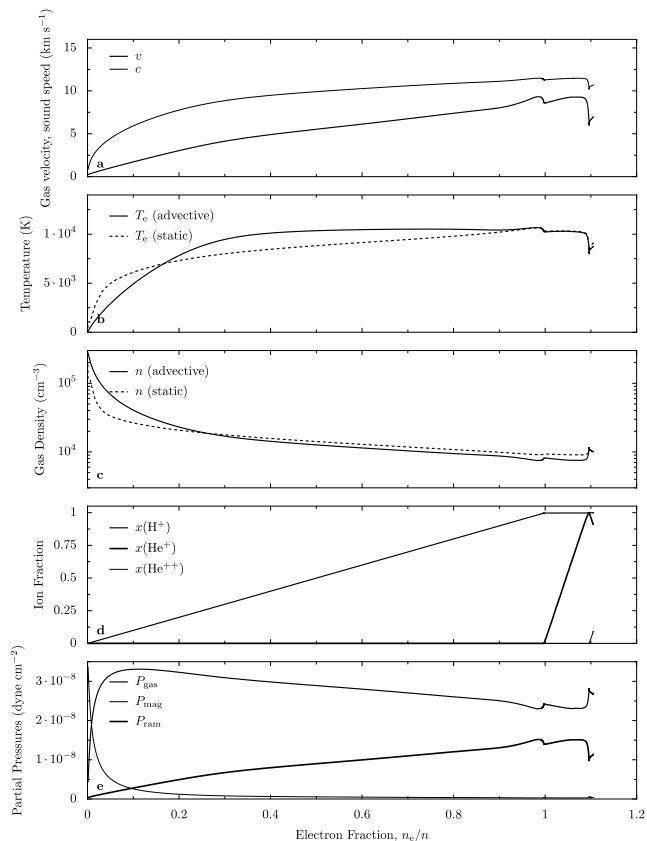 Gas velocity, sound speed (km s⁻¹)
15
10
5
0
v
c
a
Temperature (K)
1 · 10⁴
5 · 10³
0
Tₑ (advective)
Tₑ (static)
b
Gas Density (cm⁻³)
10⁵
10⁴
n (advective)
n (static)
c
Ion Fraction
1
0.75
0.5
0.25
0
x(H⁺)
x(He⁺)
x(He⁺⁺)
d
Partial Pressures (dyne cm⁻²)
3 · 10⁻⁸
2 · 10⁻⁸
1 · 10⁻⁸
0
P_gas
P_mag
P_ram
e
0 0.2 0.4 0.6 0.8 1 1.2
Electron Fraction, nₑ/n